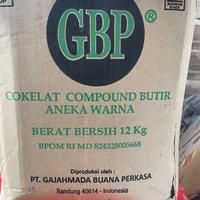 GBP ®
COKELAT COMPOUND BUTIR
ANEKA WARNA
BERAT BERSIH 12 Kg
BPOM RI MD 824328005668
Diproduksi oleh :
PT. GAJAHMADA BUANA PERKASA
Bandung 40614 - Indonesia